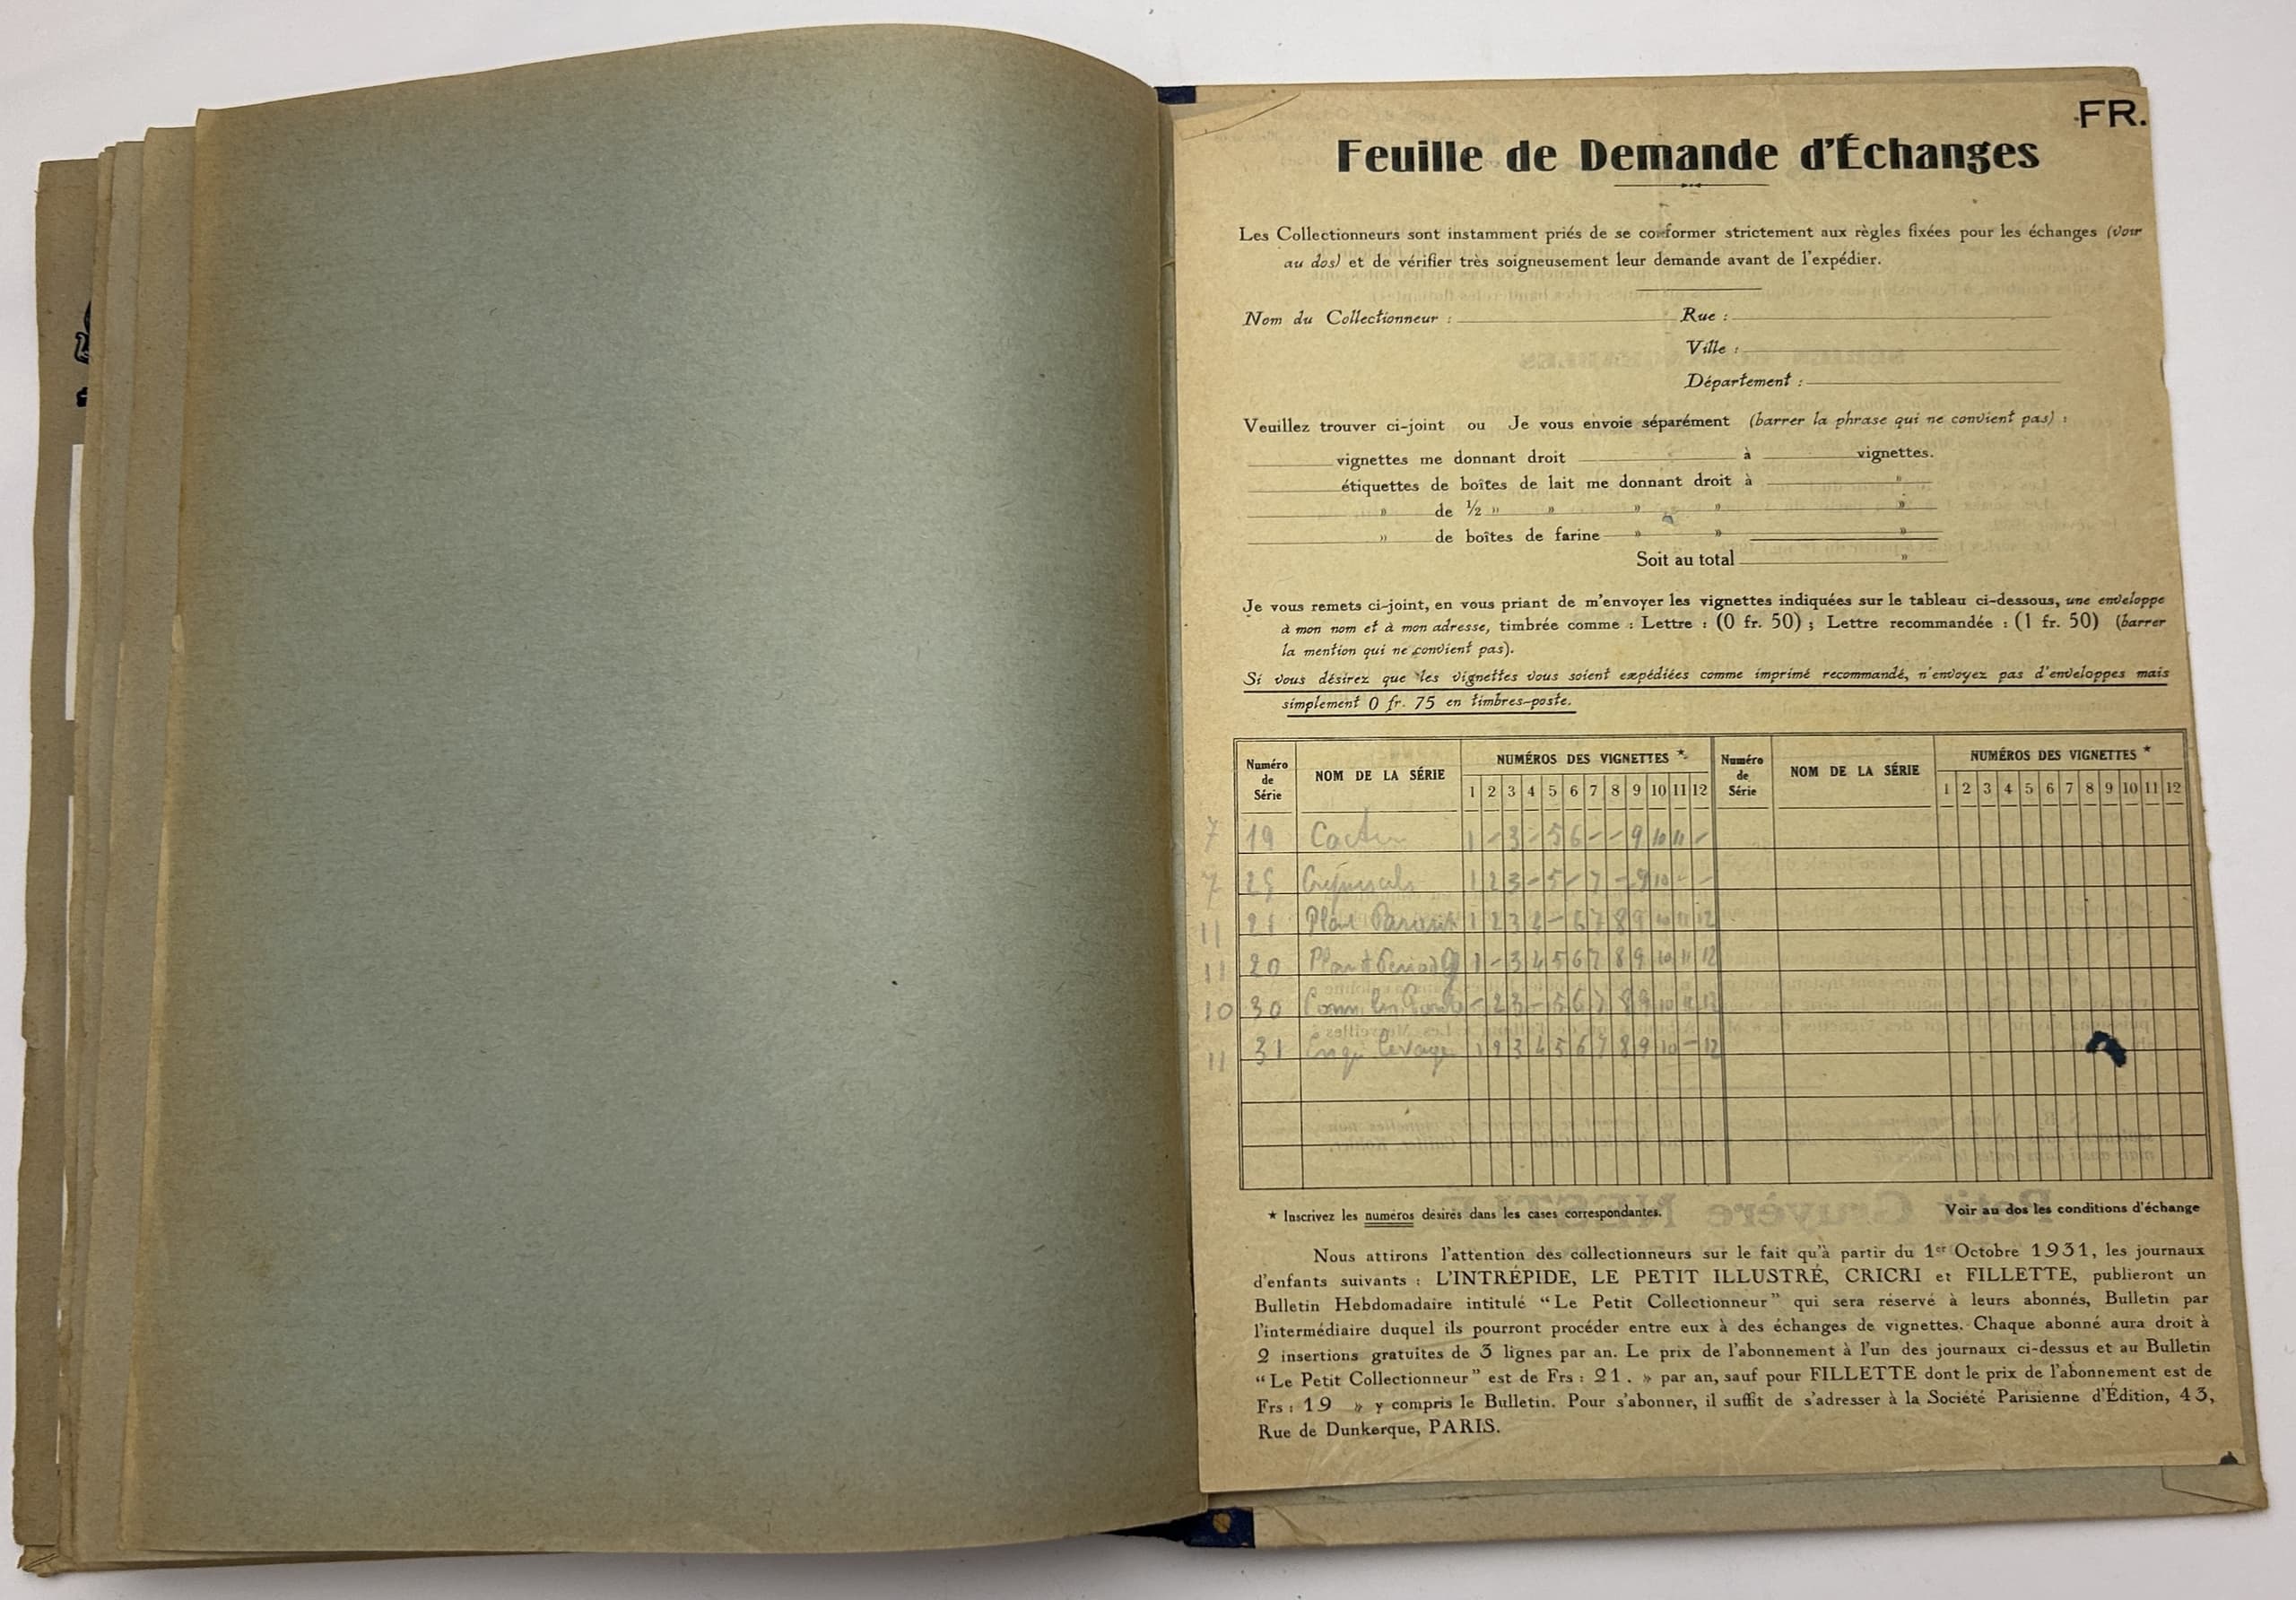 FR.
Feuille de Demande d'Échanges
Les Collectionneurs sont instamment priés de se conformer strictement aux règles fixées pour les échanges (voir
au dos) et de vérifier très soigneusement leur demande avant de l'expédier.
Nom du Collectionneur : Rue :
Ville :
Département :
Veuillez trouver ci-joint ou Je vous envoie séparément (barrer la phrase qui ne convient pas) :
vignettes me donnant droit à vignettes.
étiquettes de boîtes de lait me donnant droit à »
» de ½ » » » » »
» de boîtes de farine » » »
Soit au total »
Je vous remets ci-joint, en vous priant de m'envoyer les vignettes indiquées sur le tableau ci-dessous, une enveloppe
à mon nom et à mon adresse, timbrée comme : Lettre : (0 fr. 50) ; Lettre recommandée : (1 fr. 50) (barrer
la mention qui ne convient pas).
Si vous désirez que les vignettes vous soient expédiées comme imprimé recommandé, n'envoyez pas d'enveloppes mais
simplement 0 fr. 75 en timbres-poste.
Numéro de Série NOM DE LA SÉRIE NUMÉROS DES VIGNETTES * Numéro de Série NOM DE LA SÉRIE NUMÉROS DES VIGNETTES *
1 2 3 4 5 6 7 8 9 10 11 12 1 2 3 4 5 6 7 8 9 10 11 12
7 19 1 - 3 - 5 6 - - 9 10 11 -
7 1 2 3 - 5 - 7 - 9 10 - -
11 21 1 2 3 4 - 6 7 8 9 10 11 12
11 20 1 - 3 4 5 6 7 8 9 10 11 12
10 30 - 2 3 - 5 6 7 8 9 10 11 12
11 31 1 2 3 4 5 6 7 8 9 10 - 12
* Inscrivez les numéros désirés dans les cases correspondantes. Voir au dos les conditions d'échange
Nous attirons l'attention des collectionneurs sur le fait qu'à partir du 1er Octobre 1931, les journaux
d'enfants suivants : L'INTRÉPIDE, LE PETIT ILLUSTRÉ, CRICRI et FILLETTE, publieront un
Bulletin Hebdomadaire intitulé “Le Petit Collectionneur” qui sera réservé à leurs abonnés, Bulletin par
l'intermédiaire duquel ils pourront procéder entre eux à des échanges de vignettes. Chaque abonné aura droit à
2 insertions gratuites de 3 lignes par an. Le prix de l'abonnement à l'un des journaux ci-dessus et au Bulletin
“Le Petit Collectionneur” est de Frs : 21. » par an, sauf pour FILLETTE dont le prix de l'abonnement est de
Frs : 19 » y compris le Bulletin. Pour s'abonner, il suffit de s'adresser à la Société Parisienne d'Édition, 43,
Rue de Dunkerque, PARIS.